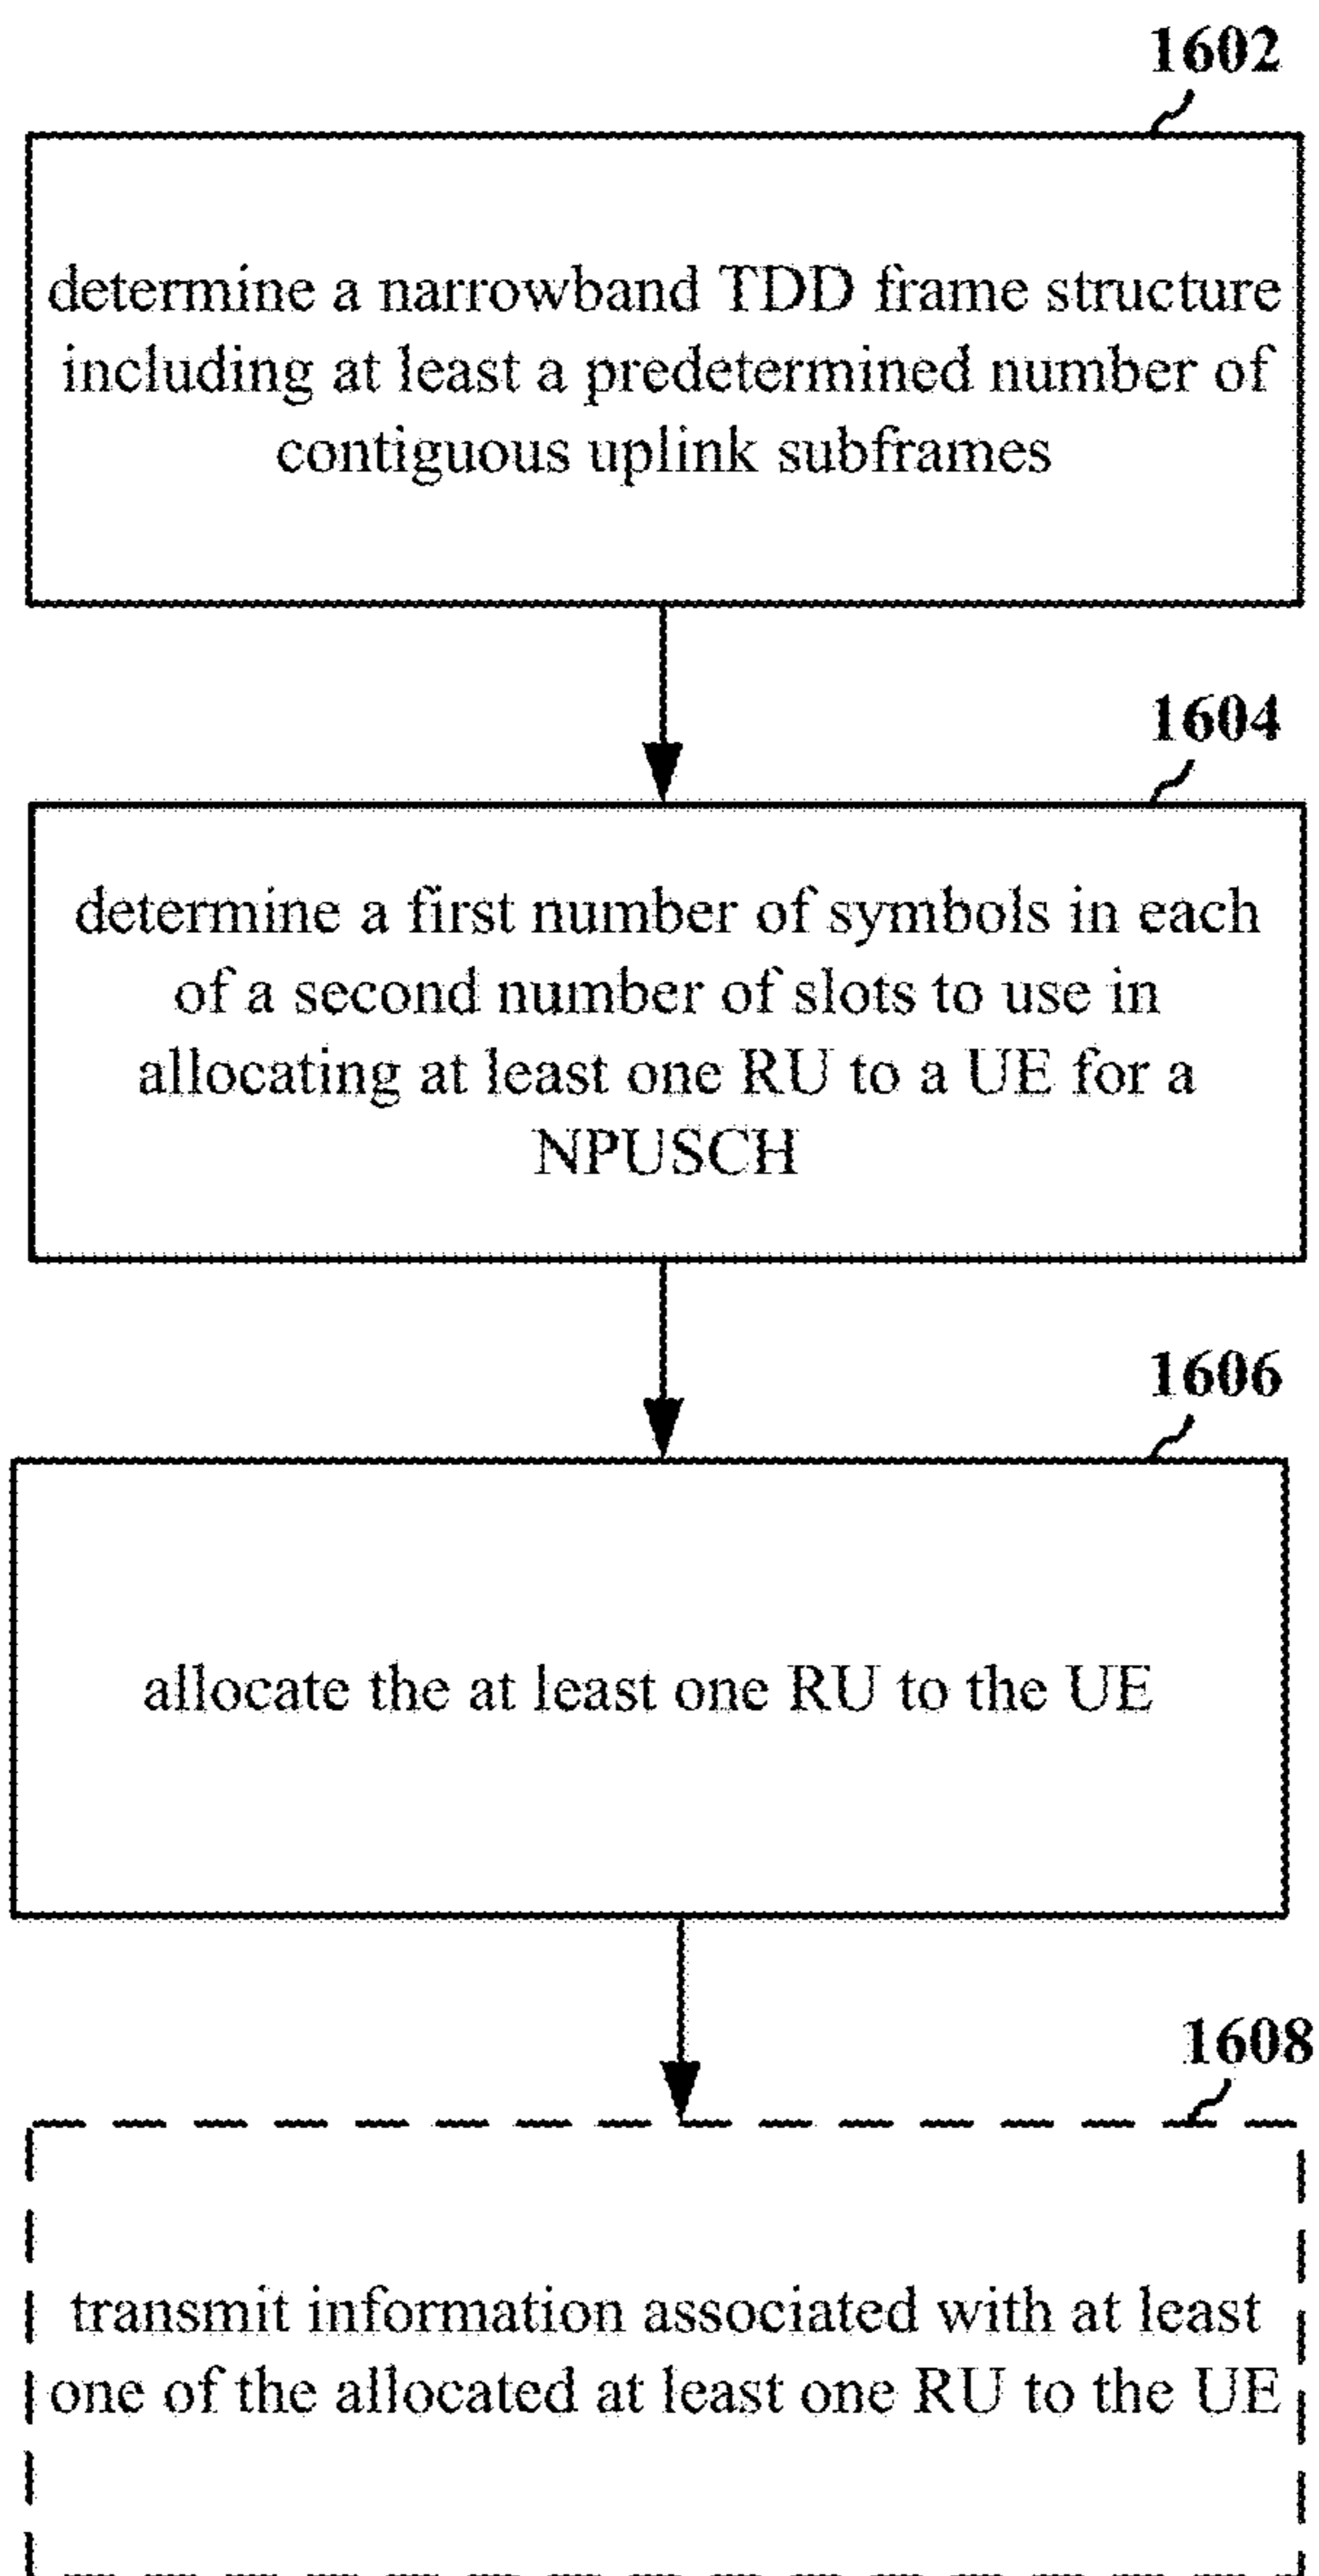 1602
determine a narrowband TDD frame structure
including at least a predetermined number of
contiguous uplink subframes
1604
determine a first number of symbols in each
of a second number of slots to use in
allocating at least one RU to a UE for a
NPUSCH
1606
allocate the at least one RU to the UE
1608
transmit information associated with at least
one of the allocated at least one RU to the UE